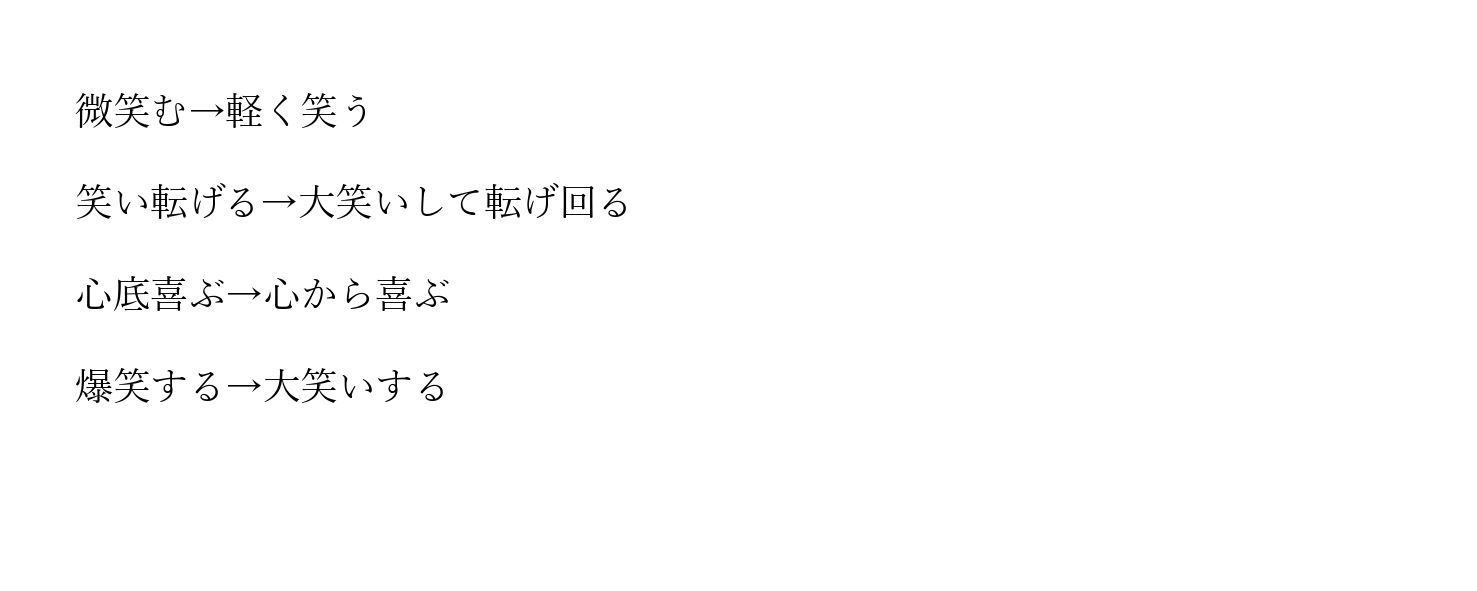 微笑む→軽く笑う
笑い転げる→大笑いして転げ回る
心底喜ぶ→心から喜ぶ
爆笑する→大笑いする